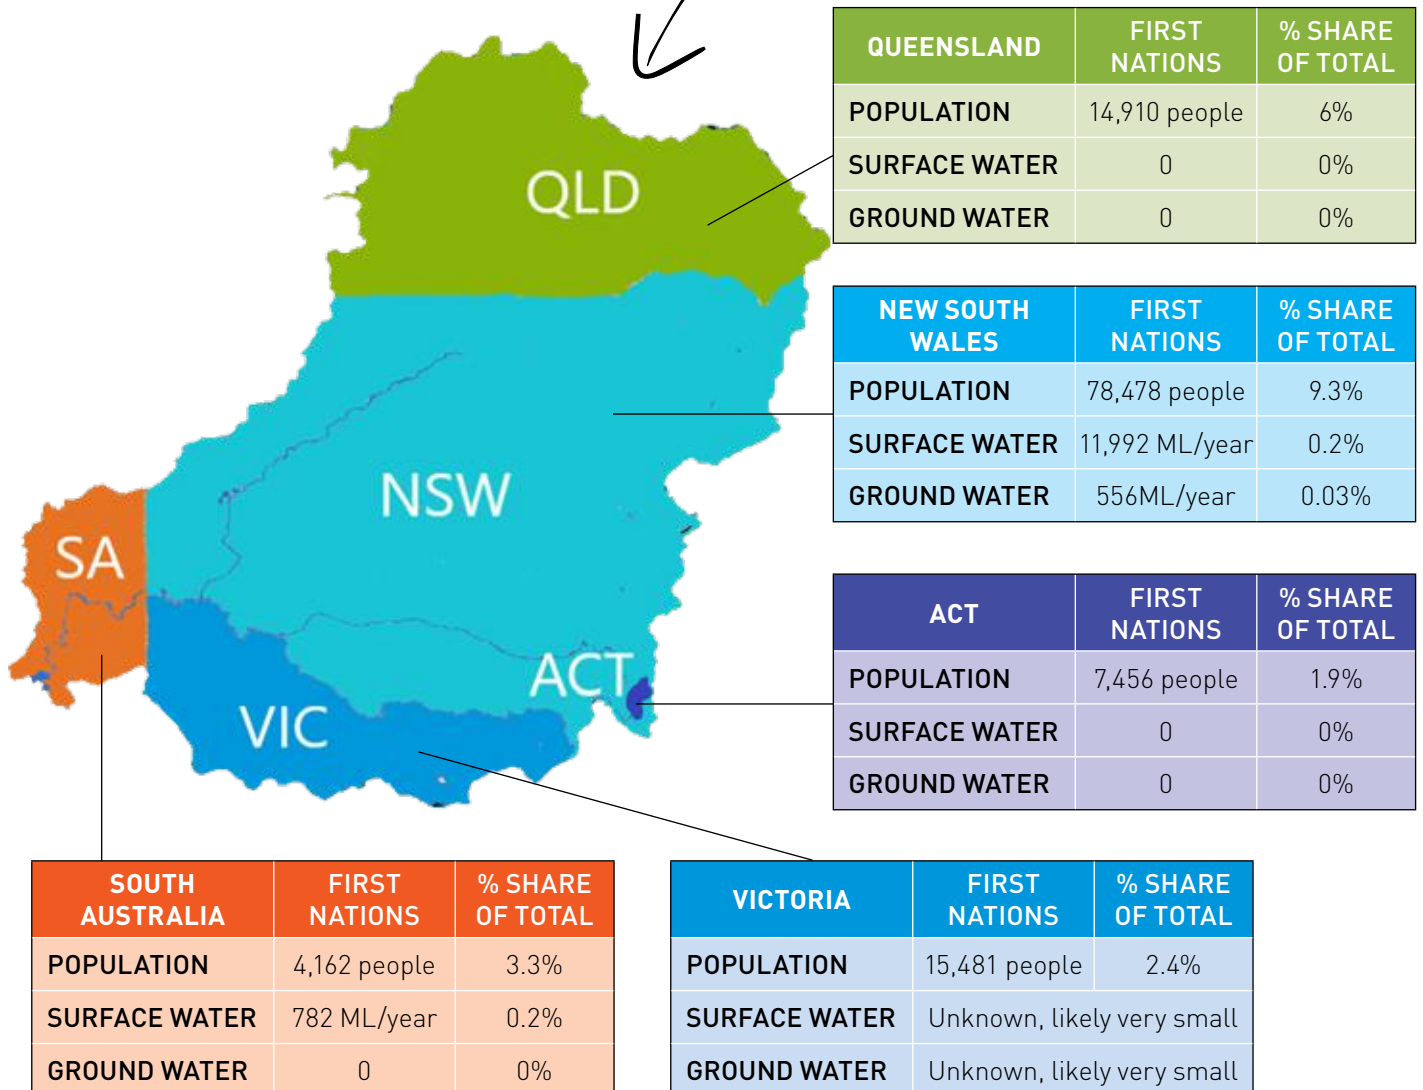 QUEENSLAND
FIRST
NATIONS
% SHARE
OF TOTAL
POPULATION 14,910 people 6%
SURFACE WATER 0 0%
GROUND WATER 0 0%
QLD
NEW SOUTH
WALES
FIRST
NATIONS
% SHARE
OF TOTAL
POPULATION 78,478 people 9.3%
SURFACE WATER 11,992 ML/year 0.2%
GROUND WATER 556ML/year 0.03%
NSW
SA
ACT
FIRST
NATIONS
% SHARE
OF TOTAL
POPULATION 7,456 people 1.9%
SURFACE WATER 0 0%
GROUND WATER 0 0%
ACT
VIC
SOUTH
AUSTRALIA
FIRST
NATIONS
% SHARE
OF TOTAL
POPULATION 4,162 people 3.3%
SURFACE WATER 782 ML/year 0.2%
GROUND WATER 0 0%
VICTORIA
FIRST
NATIONS
% SHARE
OF TOTAL
POPULATION 15,481 people 2.4%
SURFACE WATER Unknown, likely very small
GROUND WATER Unknown, likely very small